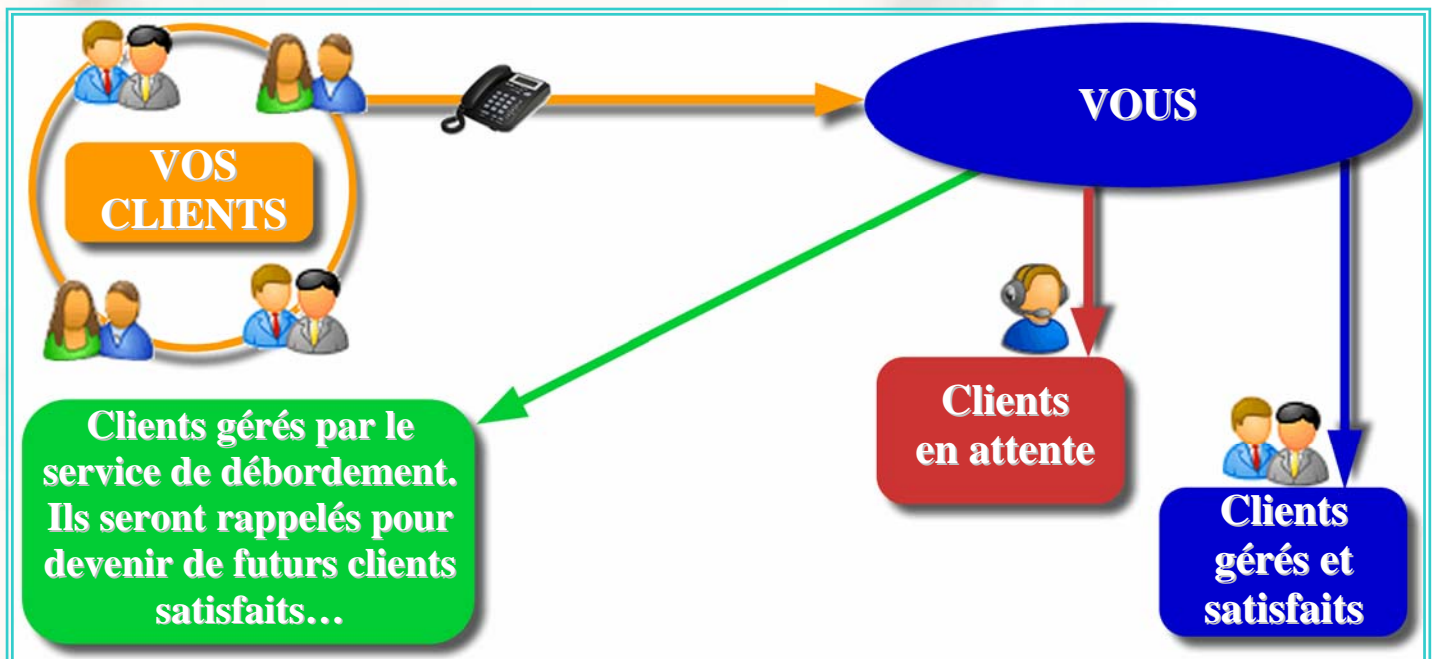 VOS
CLIENTS
VOUS
Clients gérés par le
service de débordement.
Ils seront rappelés pour
devenir de futurs clients
satisfaits…
Clients
en attente
Clients
gérés et
satisfaits